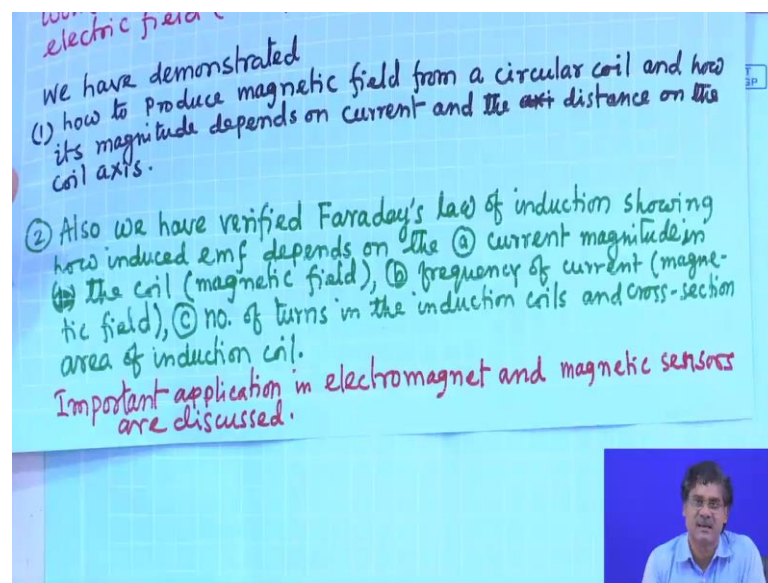 electric field (
We have demonstrated
(1) how to produce magnetic field from a circular coil and how
its magnitude depends on current and the axi distance on the
coil axis.
② Also we have verified Faraday's law of induction showing
how induced emf depends on the ⓐ current magnitude in
the coil (magnetic field), ⓑ frequency of current (magne-
tic field), ⓒ no. of turns in the induction coils and cross-section
area of induction coil.
Important application in electromagnet and magnetic sensors
are discussed.
GP